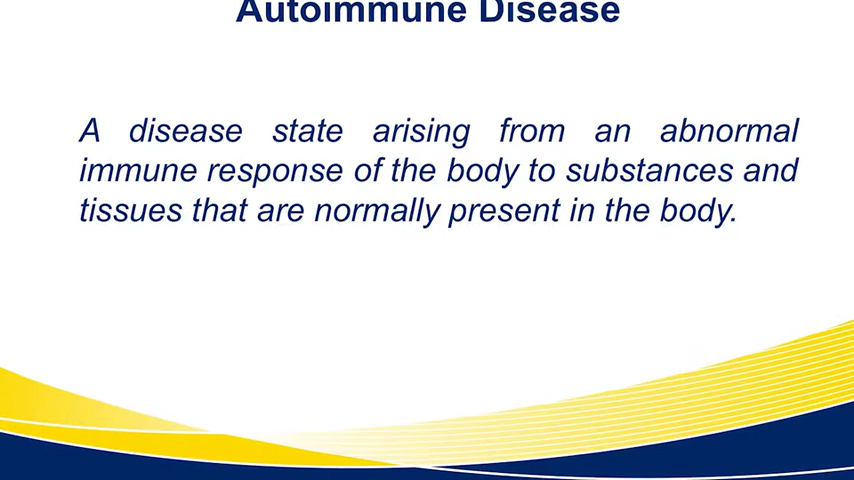 Autoimmune Disease
A disease state arising from an abnormal
immune response of the body to substances and
tissues that are normally present in the body.